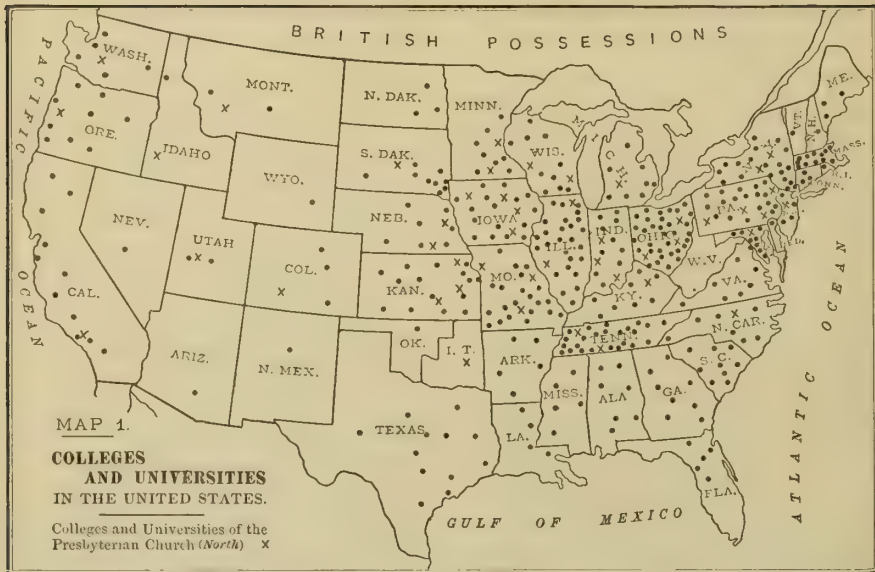 BRITISH POSSESSIONS
PACIFIC
OCEAN
WASH.
MONT.
N. DAK.
MINN.
ME.
ORE.
IDAHO
S. DAK.
WIS.
MICH.
VT.
N.H.
N.Y.
MASS.
R.I.
CONN.
WYO.
NEB.
IOWA
PA.
NEV.
UTAH
COL.
KAN.
MO.
ILL.
IND.
OHIO
W.V.
VA.
KY.
CAL.
ARIZ.
N. MEX.
OK.
I. T.
ARK.
TENN.
N. CAR.
S. C.
MISS.
ALA
GA.
TEXAS
LA.
FLA.
ATLANTIC OCEAN
GULF OF MEXICO
MAP 1.
COLLEGES
AND UNIVERSITIES
IN THE UNITED STATES.
Colleges and Universities of the
Presbyterian Church (North) x